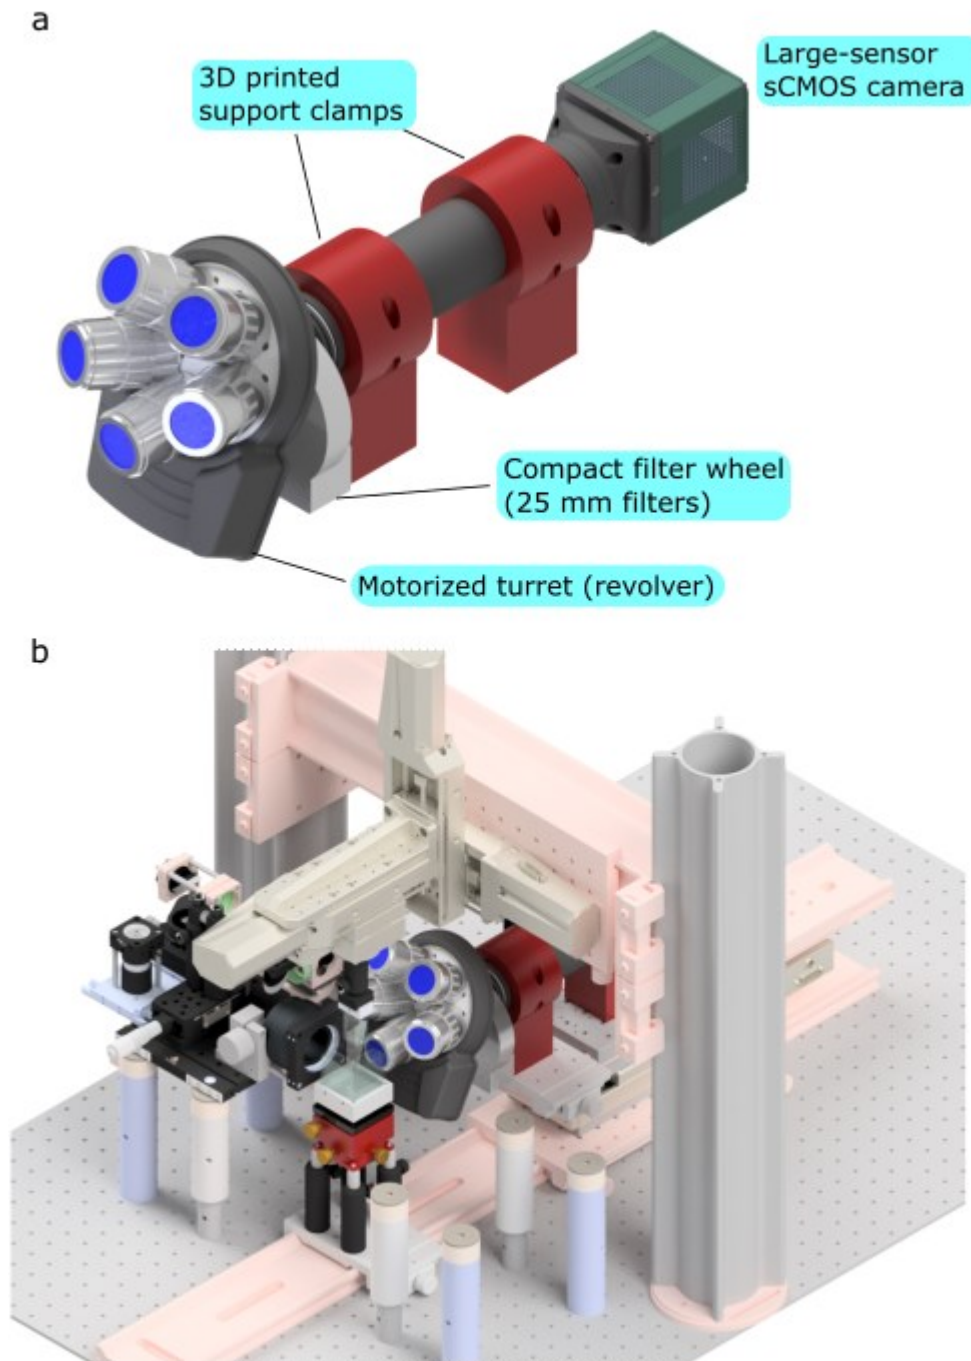 a
3D printed
support clamps
Large-sensor
sCMOS camera
Compact filter wheel
(25 mm filters)
Motorized turret (revolver)
b